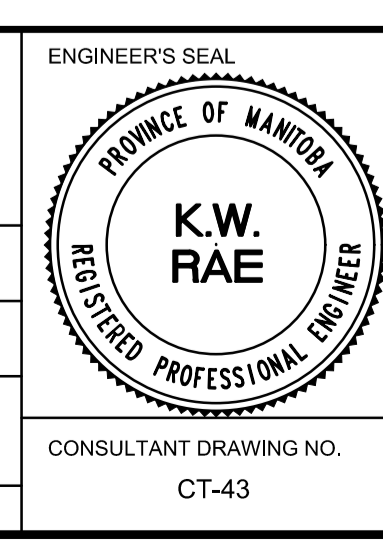 ENGINEER'S SEAL
PROVINCE OF MANITOBA
K.W.
RAE
REGISTERED PROFESSIONAL ENGINEER
CONSULTANT DRAWING NO.
CT-43